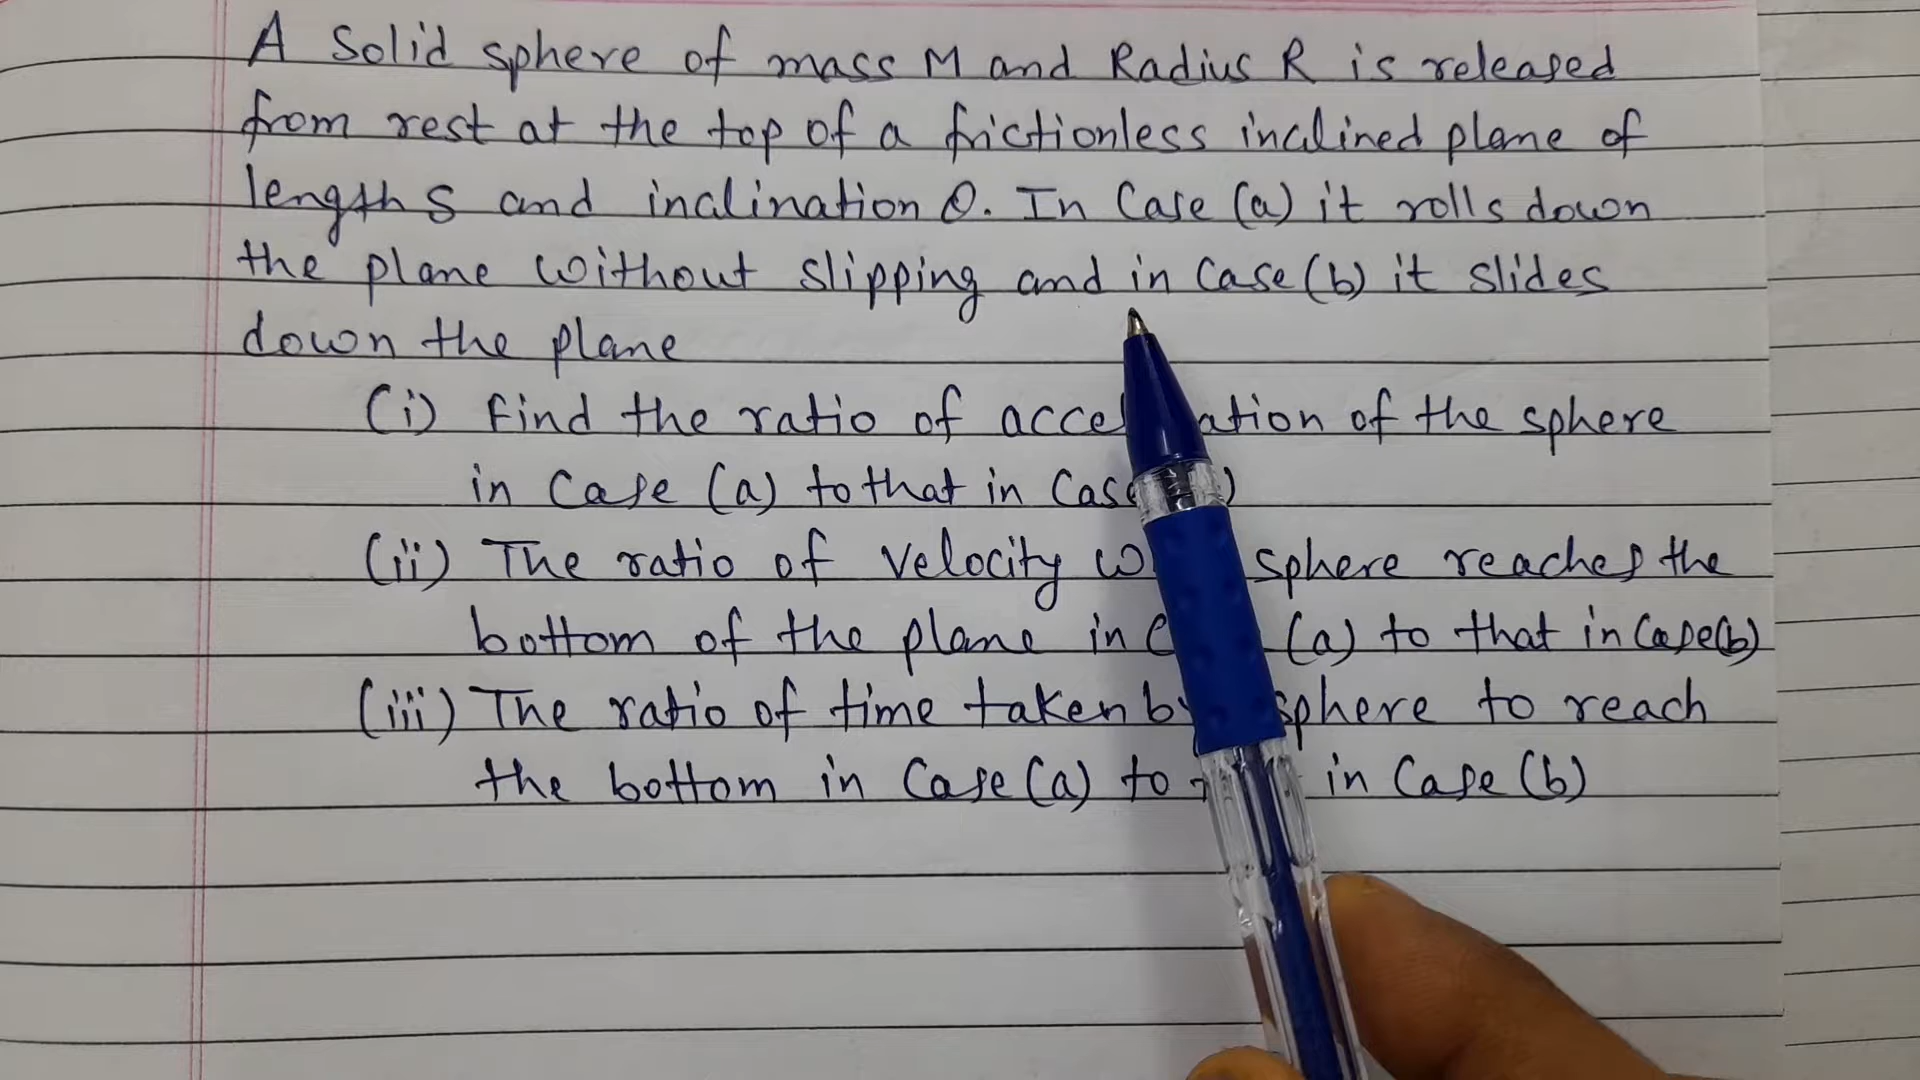 A Solid sphere of mass M and Radius R is released
from rest at the top of a frictionless inclined plane of
length S and inclination θ. In Case (a) it rolls down
the plane without slipping and in Case (b) it slides
down the plane
(i) Find the ratio of acceleration of the sphere
in Case (a) to that in Case )
(ii) The ratio of Velocity sphere reaches the
bottom of the plane in (a) to that in Case(b)
(iii) The ratio of time taken by sphere to reach
the bottom in Case (a) to in Case (b)